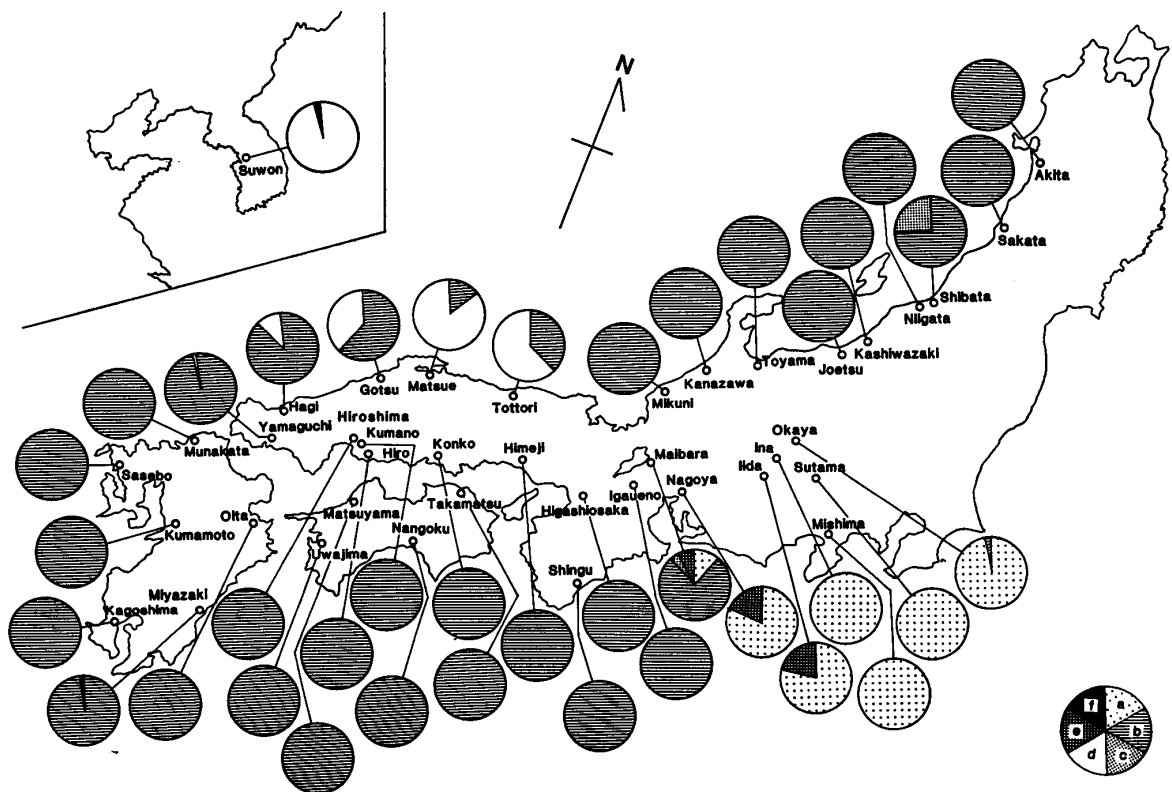 N
Suwon
Akita
Sakata
Shibata
Niigata
Kashiwazaki
Joetsu
Toyama
Kanazawa
Mikuni
Tottori
Matsue
Gotsu
Hagi
Yamaguchi
Munakata
Sasebo
Hiroshima
Kumano
Hiro
Konko
Himeji
Maibara
Nagoya
Okaya
Ina
Iida
Sutama
Igaueno
Higashiosaka
Takamatsu
Matsuyama
Nangoku
Uwajima
Oita
Kumamoto
Mishima
Shingu
Miyazaki
Kagoshima
f a
e b
d c